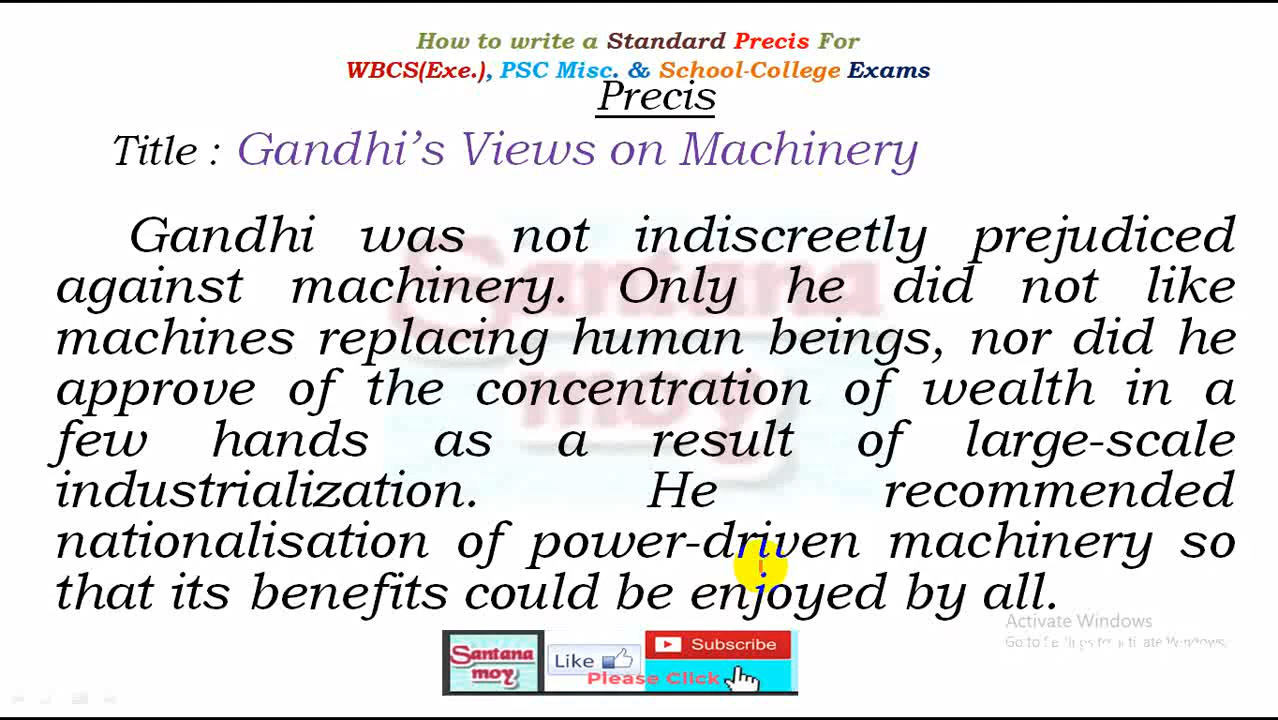 How to write a Standard Precis For
WBCS(Exe.), PSC Misc. & School-College Exams
Precis
Title : Gandhi's Views on Machinery
Gandhi was not indiscreetly prejudiced
against machinery. Only he did not like
machines replacing human beings, nor did he
approve of the concentration of wealth in a
few hands as a result of large-scale
industrialization. He recommended
nationalisation of power-driven machinery so
that its benefits could be enjoyed by all.
Santana
moy
Activate Windows
Go to
Santana
moy
Like
Subscribe
Please Click